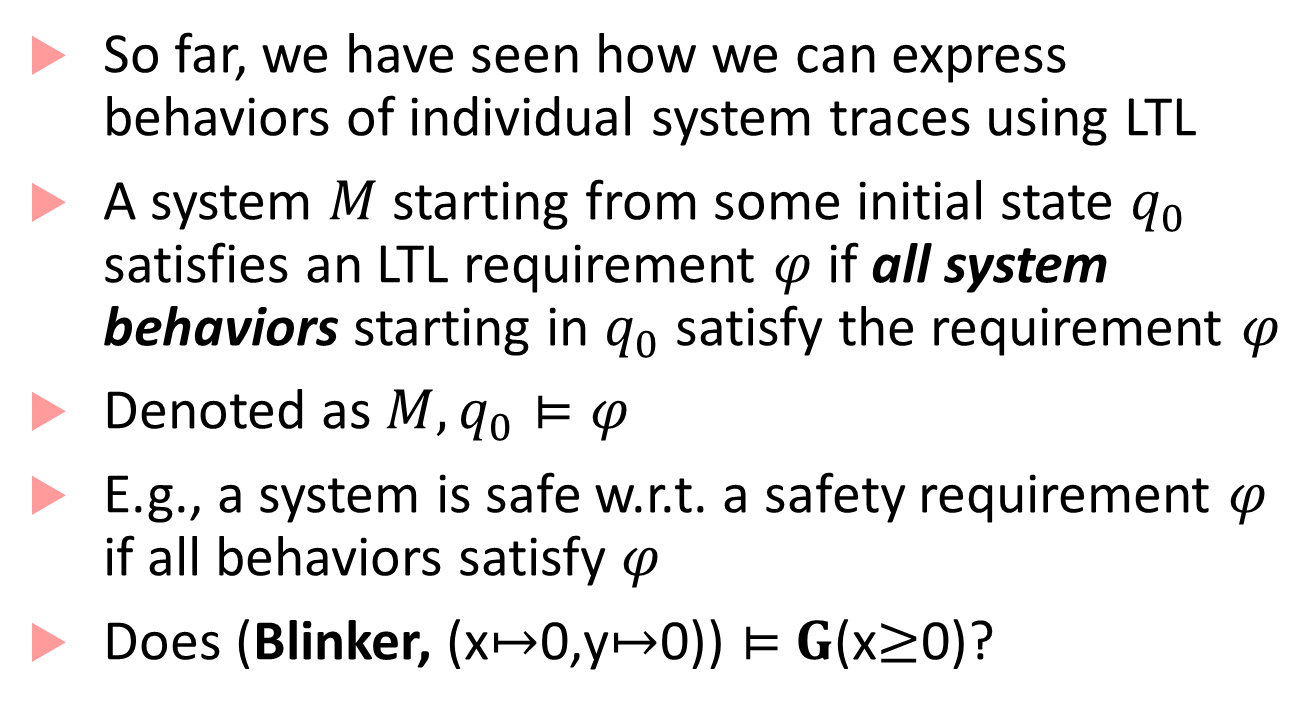 So far, we have seen how we can express
behaviors of individual system traces using LTL
A system 𝑀 starting from some initial state 𝑞₀
satisfies an LTL requirement 𝜑 if all system
behaviors starting in 𝑞₀ satisfy the requirement 𝜑
Denoted as 𝑀, 𝑞₀ ⊨ 𝜑
E.g., a system is safe w.r.t. a safety requirement 𝜑
if all behaviors satisfy 𝜑
Does (Blinker, (x↦0,y↦0)) ⊨ 𝐆(x≥0)?